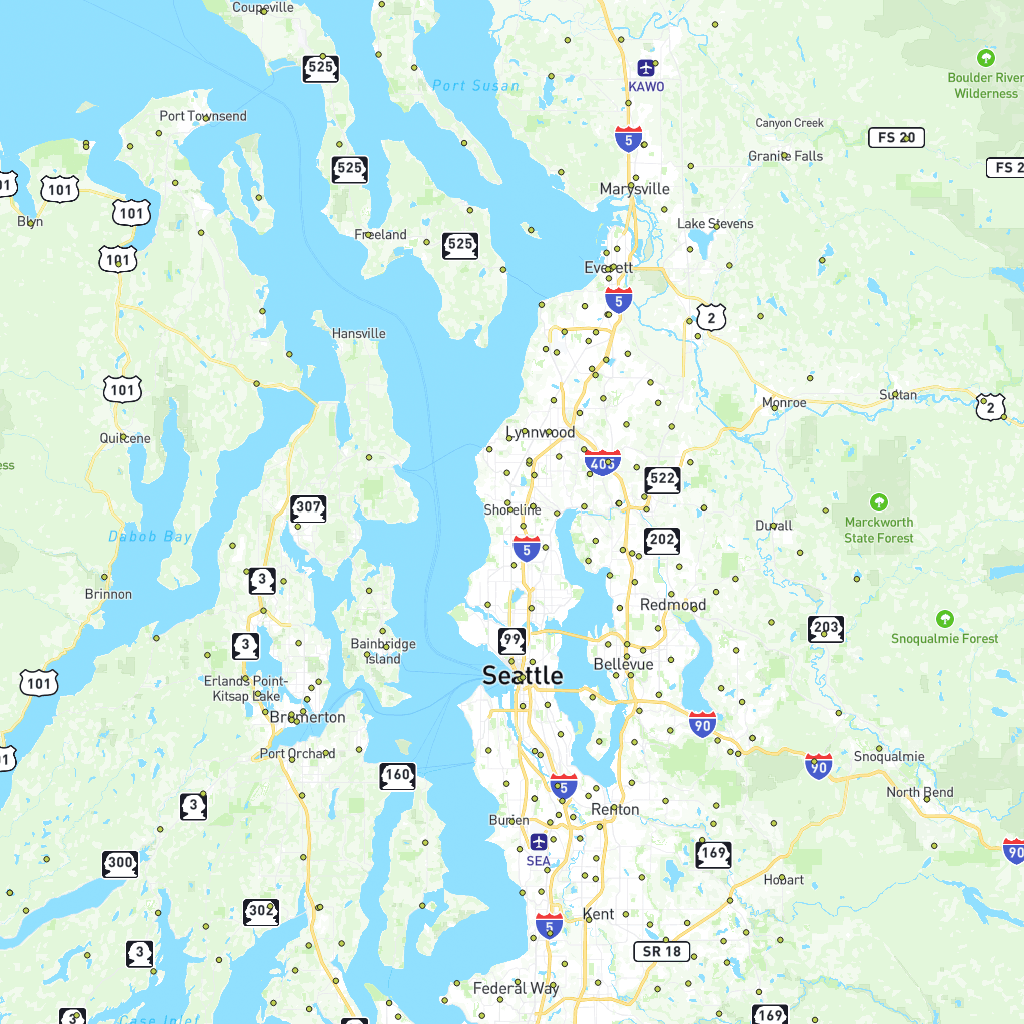 Coupeville
525
Port Susan
KAWO
Boulder River
Wilderness
Port Townsend
5
Canyon Creek
FS 20
Granite Falls
525
101
101
Marysville
Blyn
101
Freeland
525
Lake Stevens
101
Everett
5
2
Hansville
101
Monroe
Sultan
2
Quilcene
Lynnwood
405
522
307
Shoreline
Marckworth
State Forest
Duvall
Dabob Bay
5
202
3
Brinnon
Redmond
203
Snoqualmie Forest
3
99
Bainbridge
Island
Bellevue
101
Erlands Point-
Kitsap Lake
Seattle
Bremerton
90
Port Orchard
Snoqualmie
90
160
5
North Bend
3
Renton
Burien
SEA
169
90
300
Hobart
302
Kent
5
3
SR 18
Federal Way
3
Case Inlet
169